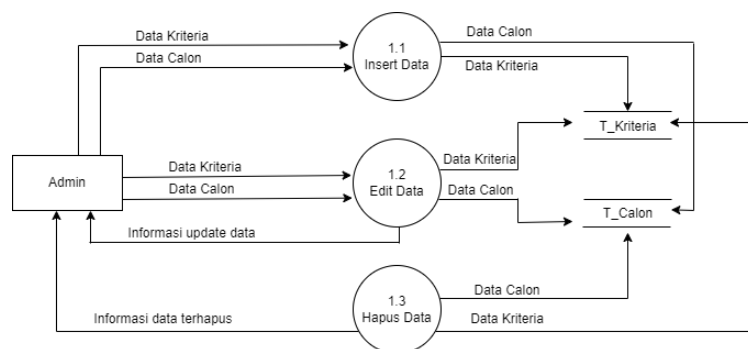 Data Kriteria
Data Calon
1.1
Insert Data
Data Calon
Data Kriteria
T_Kriteria
Admin
Data Kriteria
Data Calon
1.2
Edit Data
Data Kriteria
Data Calon
T_Calon
Informasi update data
1.3
Hapus Data
Data Calon
Data Kriteria
Informasi data terhapus